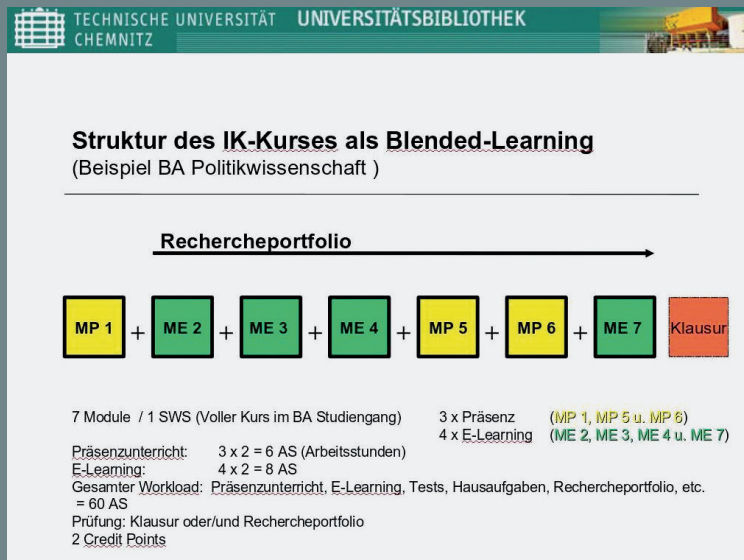 TECHNISCHE UNIVERSITÄT UNIVERSITÄTSBIBLIOTHEK
CHEMNITZ
Struktur des IK-Kurses als Blended-Learning
(Beispiel BA Politikwissenschaft )
Rechercheportfolio
MP 1 + ME 2 + ME 3 + ME 4 + MP 5 + MP 6 + ME 7 Klausur
7 Module / 1 SWS (Voller Kurs im BA Studiengang) 3 x Präsenz (MP 1, MP 5 u. MP 6)
4 x E-Learning (ME 2, ME 3, ME 4 u. ME 7)
Präsenzunterricht: 3 x 2 = 6 AS (Arbeitsstunden)
E-Learning: 4 x 2 = 8 AS
Gesamter Workload: Präsenzunterricht, E-Learning, Tests, Hausaufgaben, Rechercheportfolio, etc.
= 60 AS
Prüfung: Klausur oder/und Rechercheportfolio
2 Credit Points